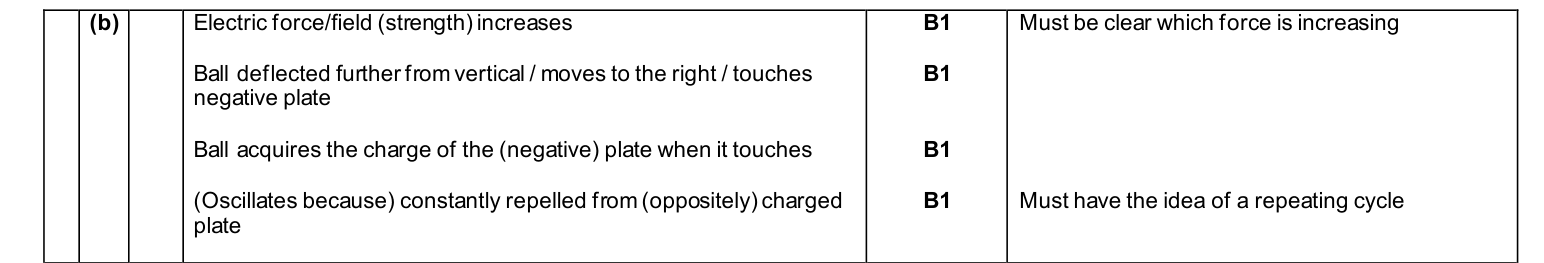 (b) Electric force/field (strength) increases B1 Must be clear which force is increasing
Ball deflected further from vertical / moves to the right / touches B1
negative plate
Ball acquires the charge of the (negative) plate when it touches B1
(Oscillates because) constantly repelled from (oppositely) charged B1 Must have the idea of a repeating cycle
plate